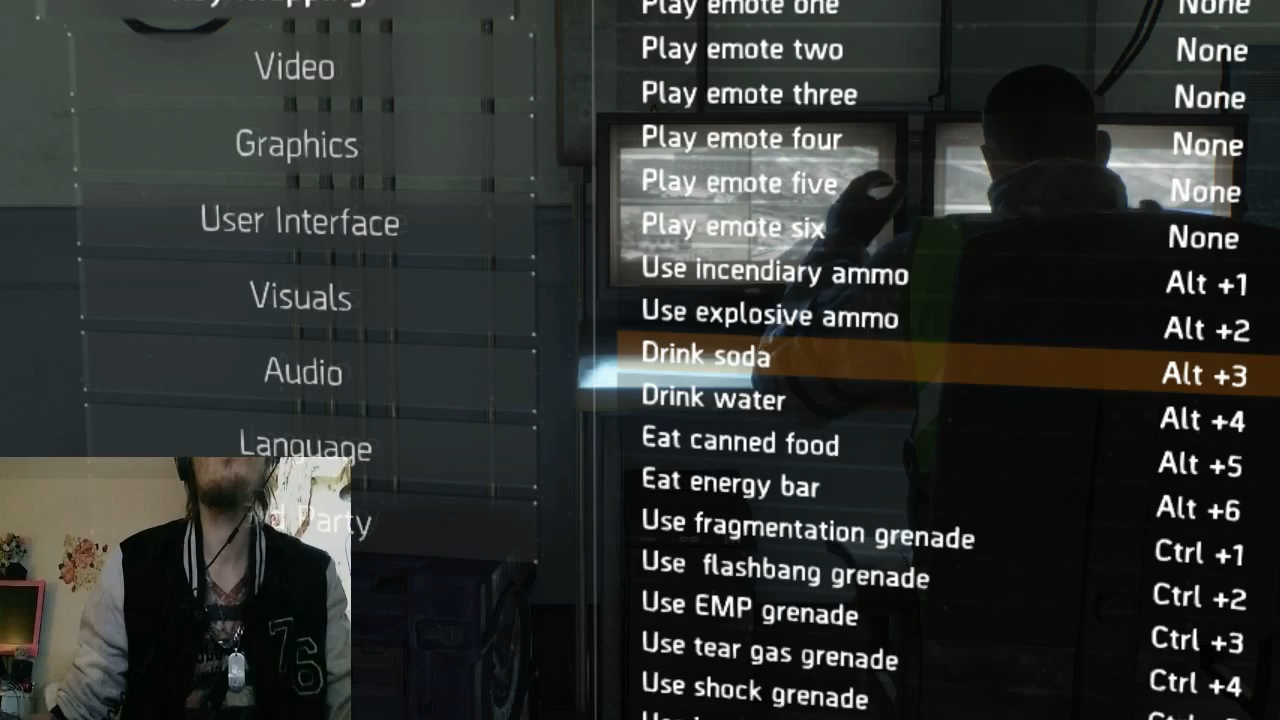 Key Mapping
Video
Graphics
User Interface
Visuals
Audio
Language
Party
Play emote one None
Play emote two None
Play emote three None
Play emote four None
Play emote five None
Play emote six None
Use incendiary ammo Alt +1
Use explosive ammo Alt +2
Drink soda Alt +3
Drink water Alt +4
Eat canned food Alt +5
Eat energy bar Alt +6
Use fragmentation grenade Ctrl +1
Use flashbang grenade Ctrl +2
Use EMP grenade Ctrl +3
Use tear gas grenade Ctrl +4
Use shock grenade
76